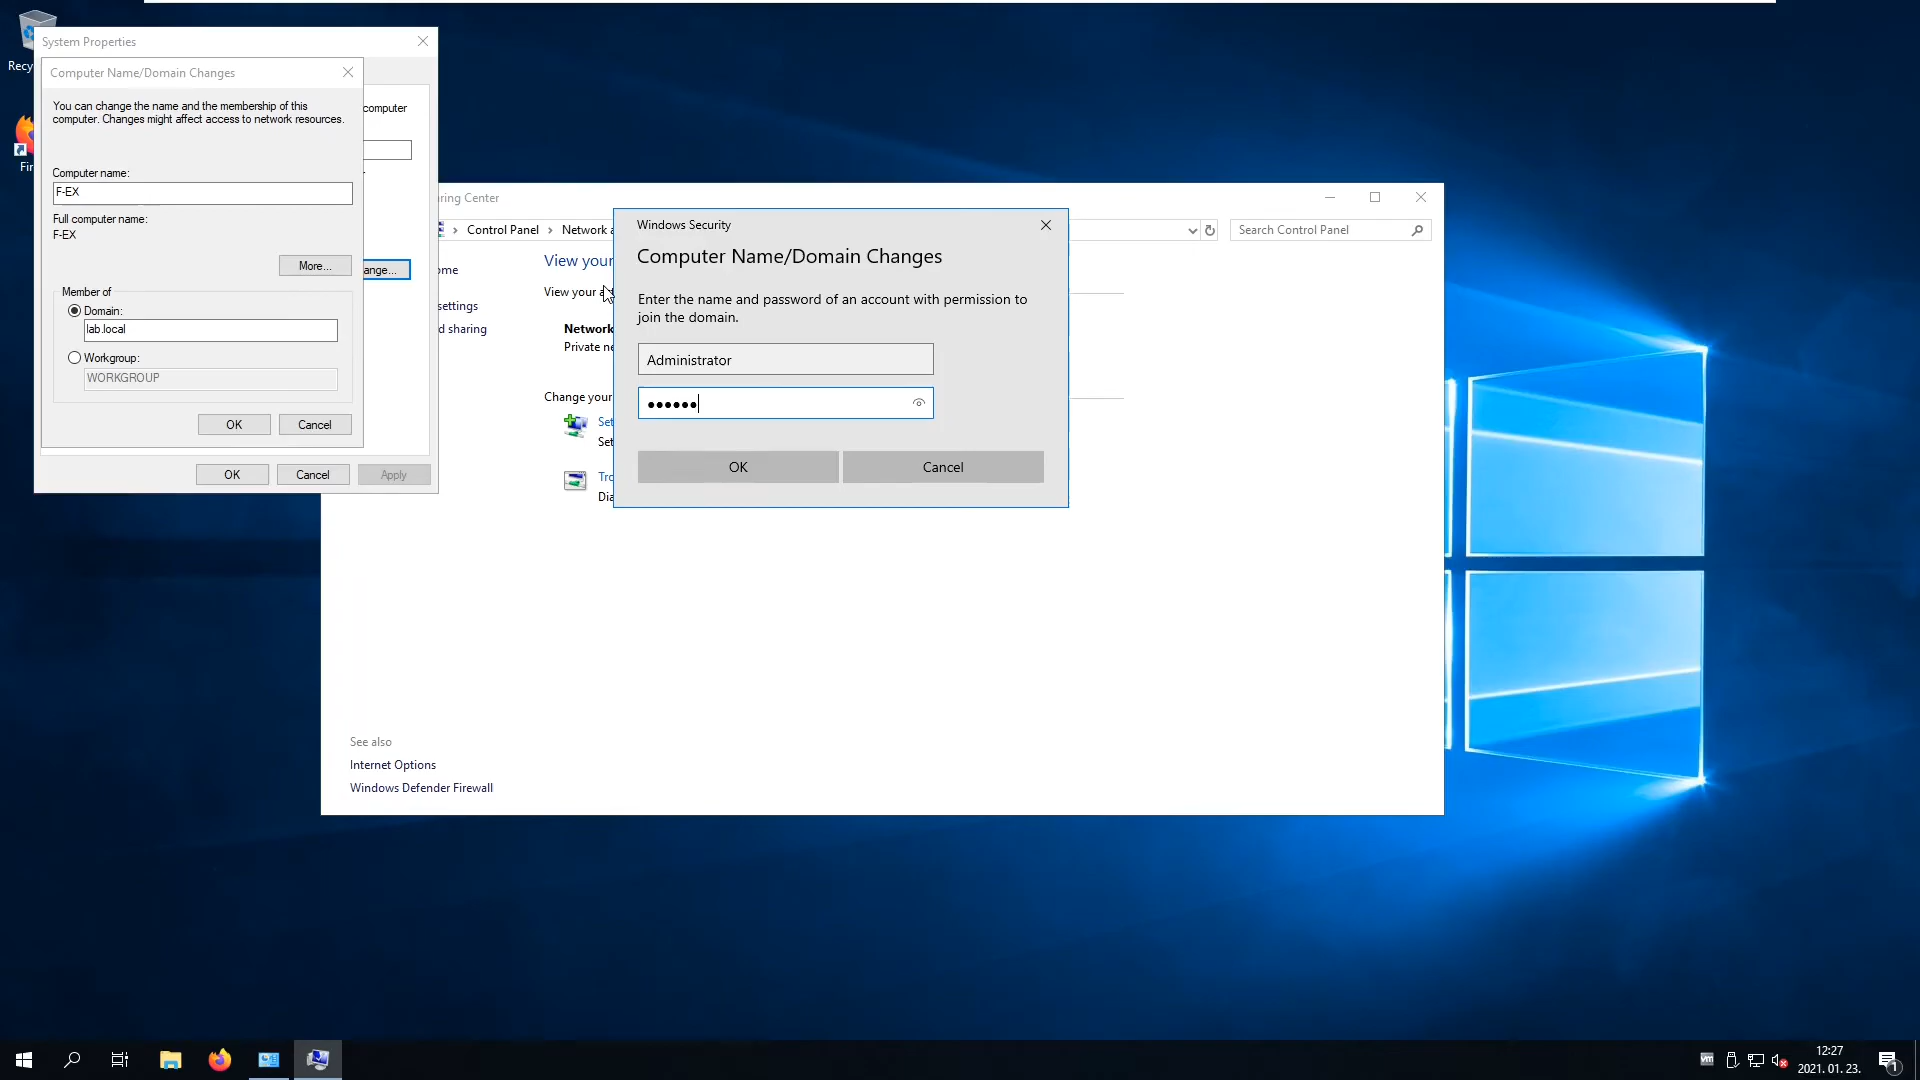 Recy
Fir
System Properties
Computer Name/Domain Changes
You can change the name and the membership of this
computer. Changes might affect access to network resources.
computer
Computer name:
F-EX
Full computer name:
F-EX
More...
ange...
Member of
Domain:
lab.local
Workgroup:
WORKGROUP
OK
Cancel
OK
Cancel
Apply
aring Center
Control Panel
Network a
Search Control Panel
ome
settings
d sharing
View your
View your a
Network
Private ne
Change your
Set
Set
Tro
Dia
See also
Internet Options
Windows Defender Firewall
Windows Security
Computer Name/Domain Changes
Enter the name and password of an account with permission to
join the domain.
Administrator
●●●●●●
OK
Cancel
vm
12:27
2021. 01. 23.
1